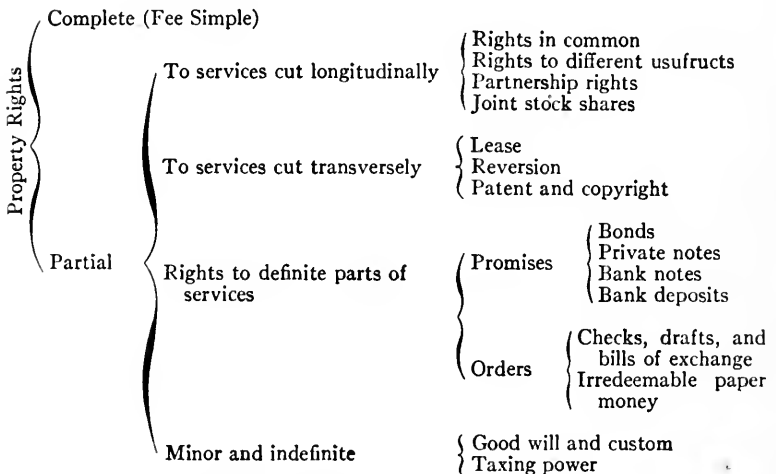 Property Rights
Complete (Fee Simple)
Partial
To services cut longitudinally
Rights in common
Rights to different usufructs
Partnership rights
Joint stock shares
To services cut transversely
Lease
Reversion
Patent and copyright
Rights to definite parts of
services
Promises
Bonds
Private notes
Bank notes
Bank deposits
Orders
Checks, drafts, and
bills of exchange
Irredeemable paper
money
Minor and indefinite
Good will and custom
Taxing power